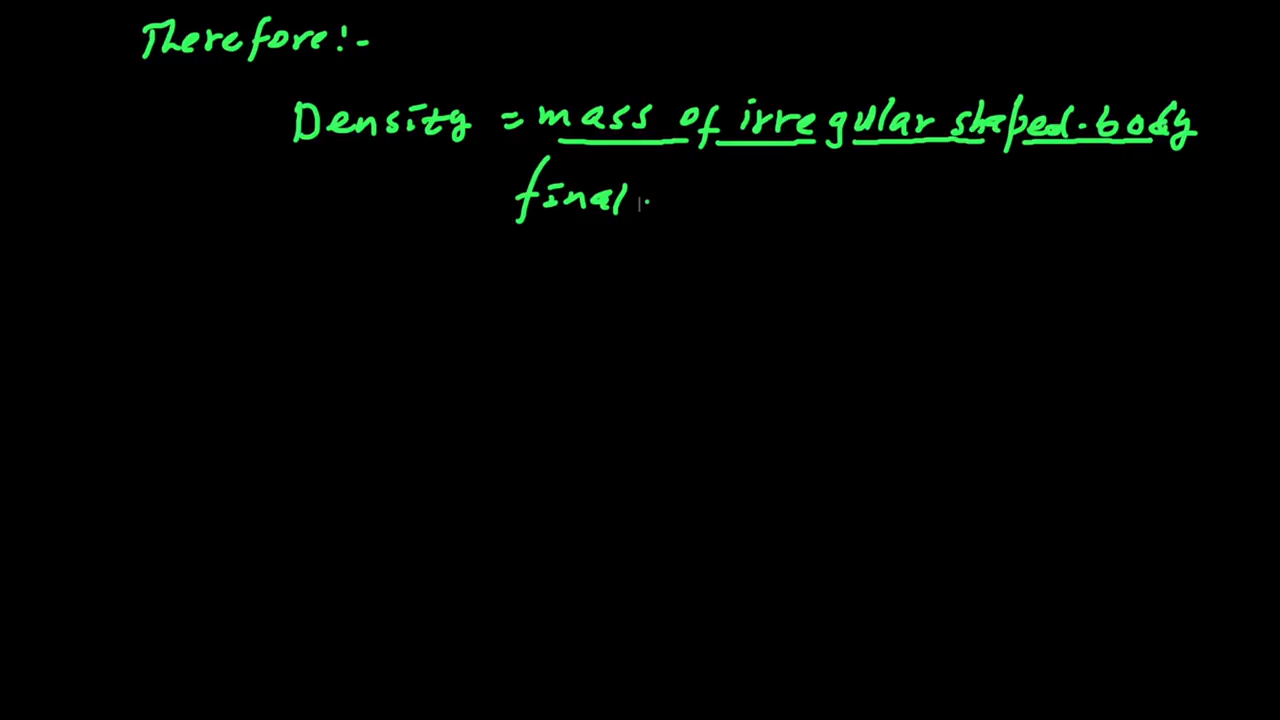 Therefore:-
Density = mass of irregular shaped body
final